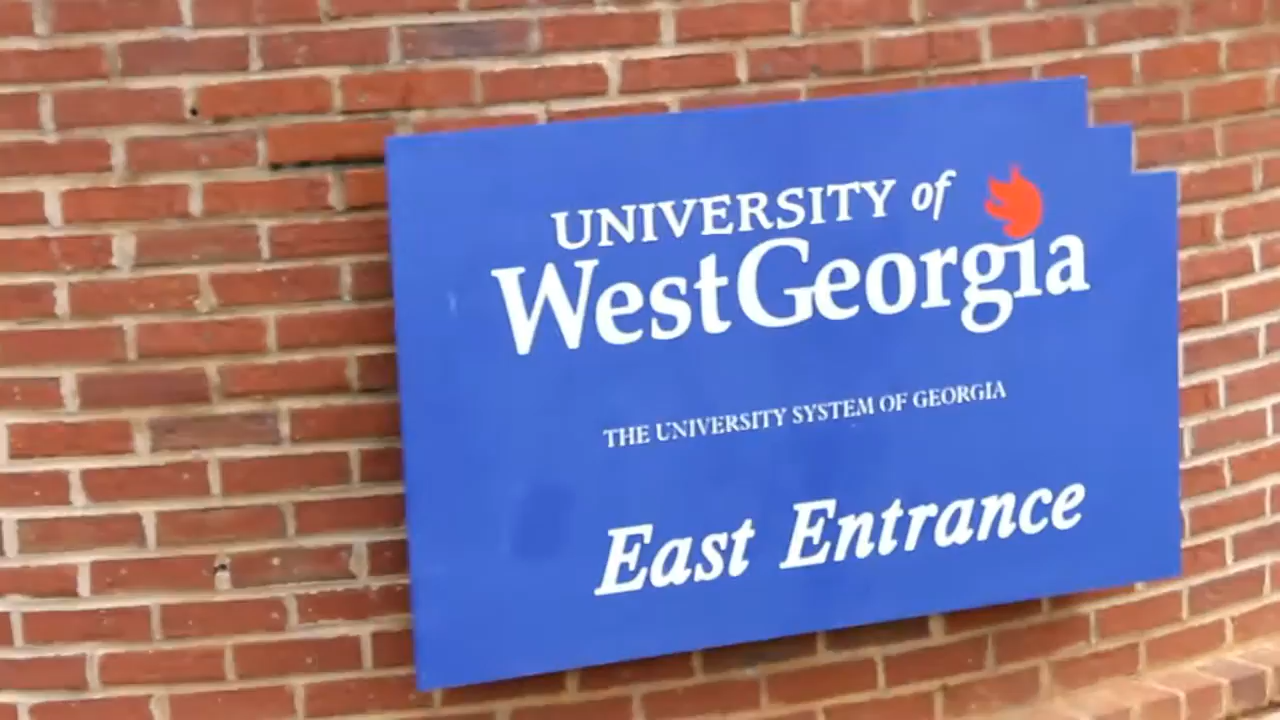 UNIVERSITY of
WestGeorgia
THE UNIVERSITY SYSTEM OF GEORGIA
East Entrance